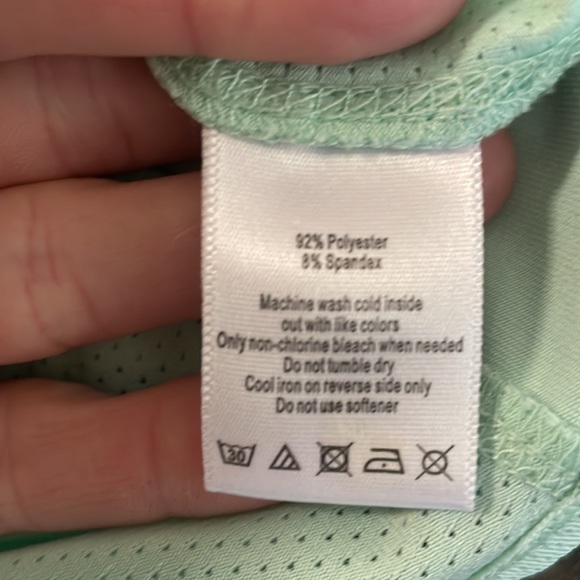 92% Polyester
8% Spandex
Machine wash cold inside
out with like colors
Only non-chlorine bleach when needed
Do not tumble dry
Cool iron on reverse side only
Do not use softener
30